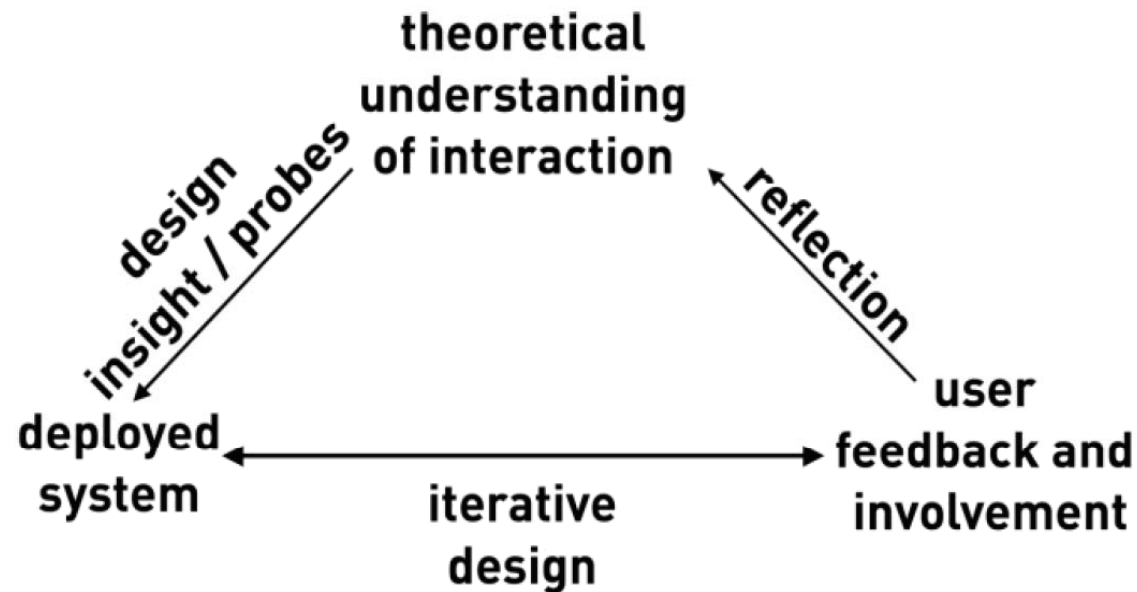 theoretical
understanding
of interaction
design
insight / probes
reflection
deployed
system
iterative
design
user
feedback and
involvement